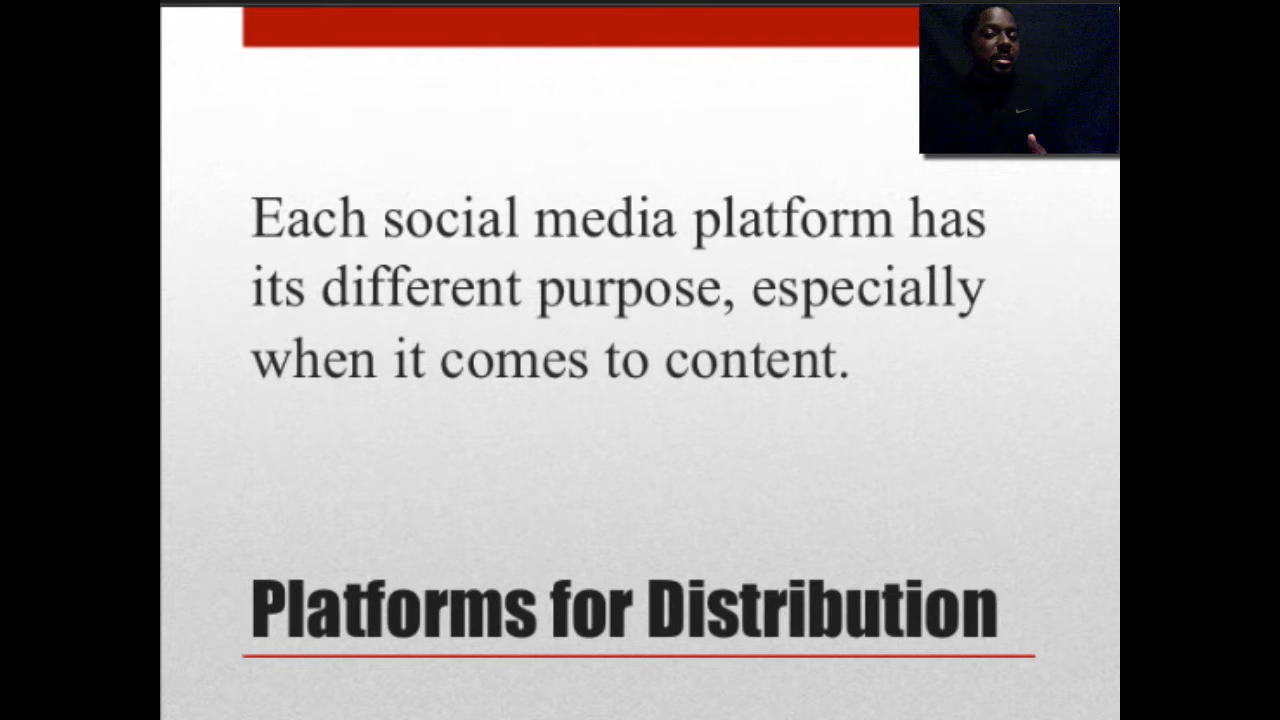 Each social media platform has
its different purpose, especially
when it comes to content.
Platforms for Distribution